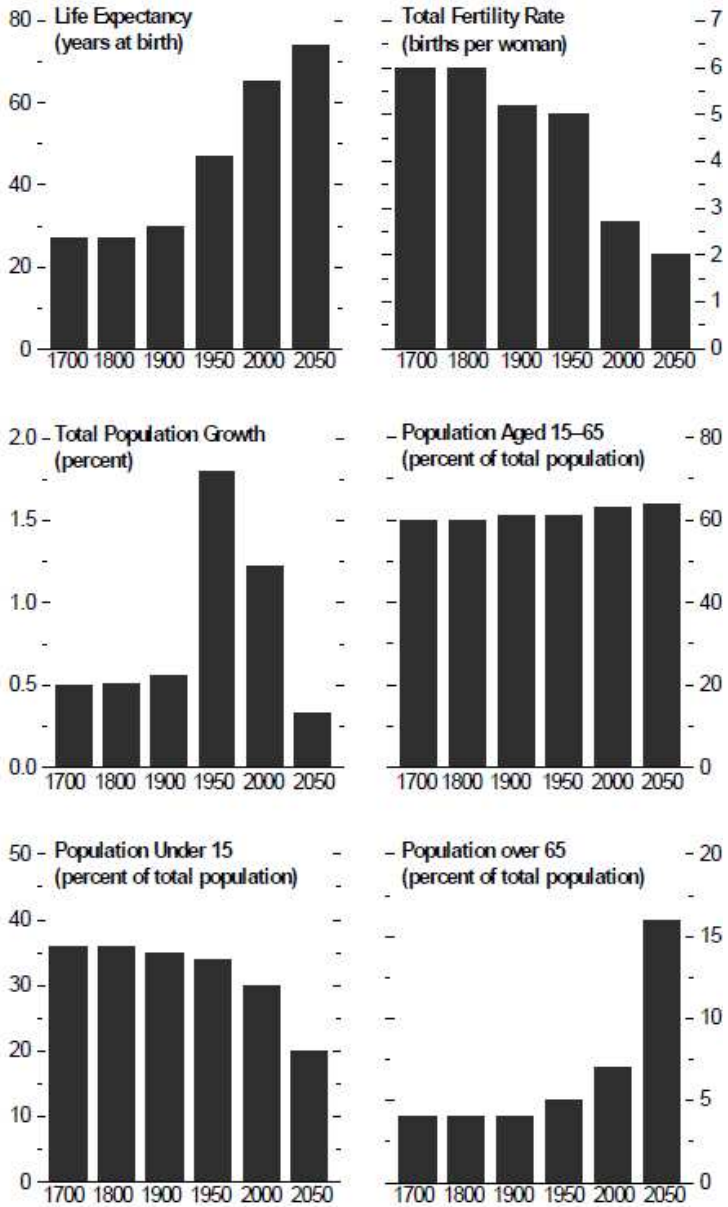 Life Expectancy
(years at birth)
80
60
40
20
0
1700 1800 1900 1950 2000 2050
Total Fertility Rate
(births per woman)
7
6
5
4
3
2
1
0
1700 1800 1900 1950 2000 2050
Total Population Growth
(percent)
2.0
1.5
1.0
0.5
0.0
1700 1800 1900 1950 2000 2050
Population Aged 15–65
(percent of total population)
80
60
40
20
0
1700 1800 1900 1950 2000 2050
Population Under 15
(percent of total population)
50
40
30
20
10
0
1700 1800 1900 1950 2000 2050
Population over 65
(percent of total population)
20
15
10
5
0
1700 1800 1900 1950 2000 2050